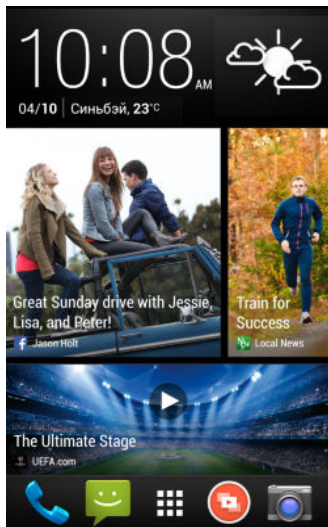 10:08 AM
04/10 | Синьбэй, 23°C
Great Sunday drive with Jessie,
Lisa, and Peter!
Jason Holt
Train for
Success
Local News
The Ultimate Stage
UEFA.com